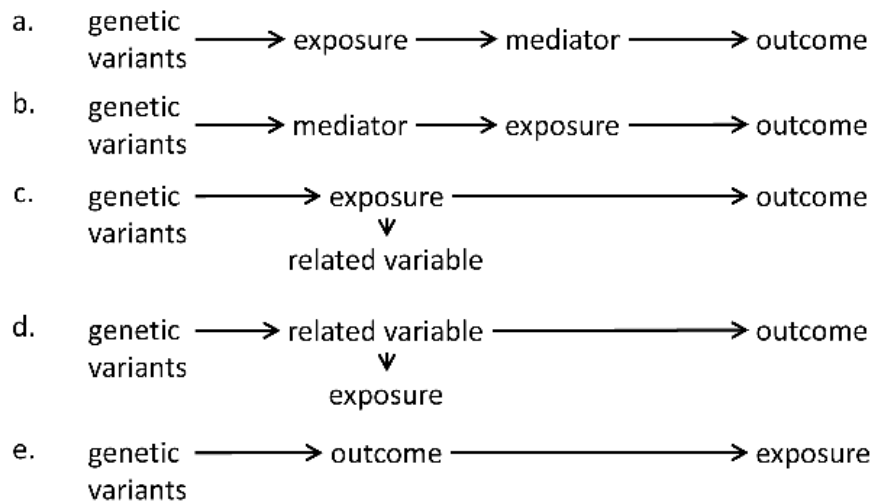 a. genetic variants exposure mediator outcome
b. genetic variants mediator exposure outcome
c. genetic variants exposure outcome
related variable
d. genetic variants related variable outcome
exposure
e. genetic variants outcome exposure